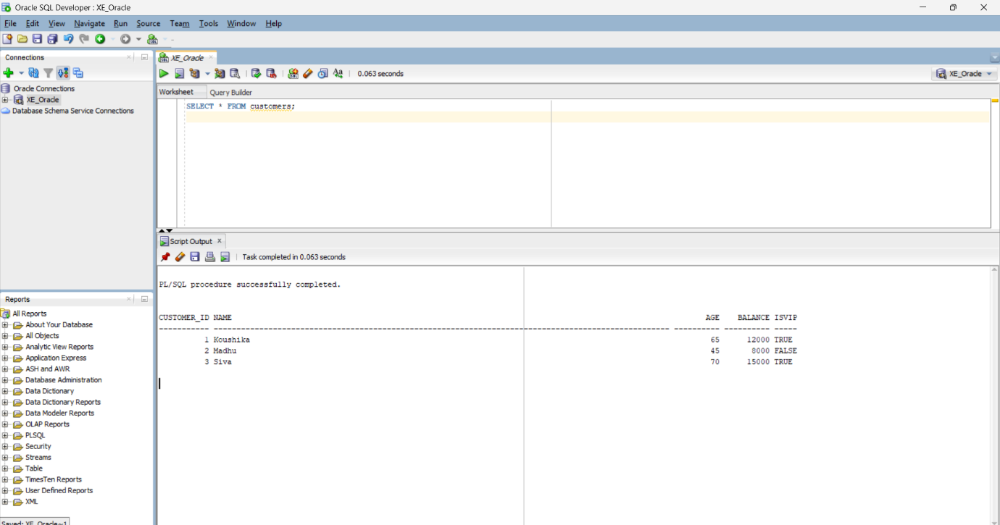 Oracle SQL Developer : XE_Oracle
File Edit View Navigate Run Source Team Tools Window Help
Connections
Oracle Connections
XE_Oracle
Database Schema Service Connections
Reports
All Reports
About Your Database
All Objects
Analytic View Reports
Application Express
ASH and AWR
Database Administration
Data Dictionary
Data Dictionary Reports
Data Modeler Reports
OLAP Reports
PLSQL
Security
Streams
Table
TimesTen Reports
User Defined Reports
XML
XE_Oracle
0.063 seconds
XE_Oracle
Worksheet Query Builder
SELECT * FROM customers;
Script Output
Task completed in 0.063 seconds
PL/SQL procedure successfully completed.
CUSTOMER_ID NAME AGE BALANCE ISVIP
1 Koushika 65 12000 TRUE
2 Madhu 45 8000 FALSE
3 Siva 70 15000 TRUE